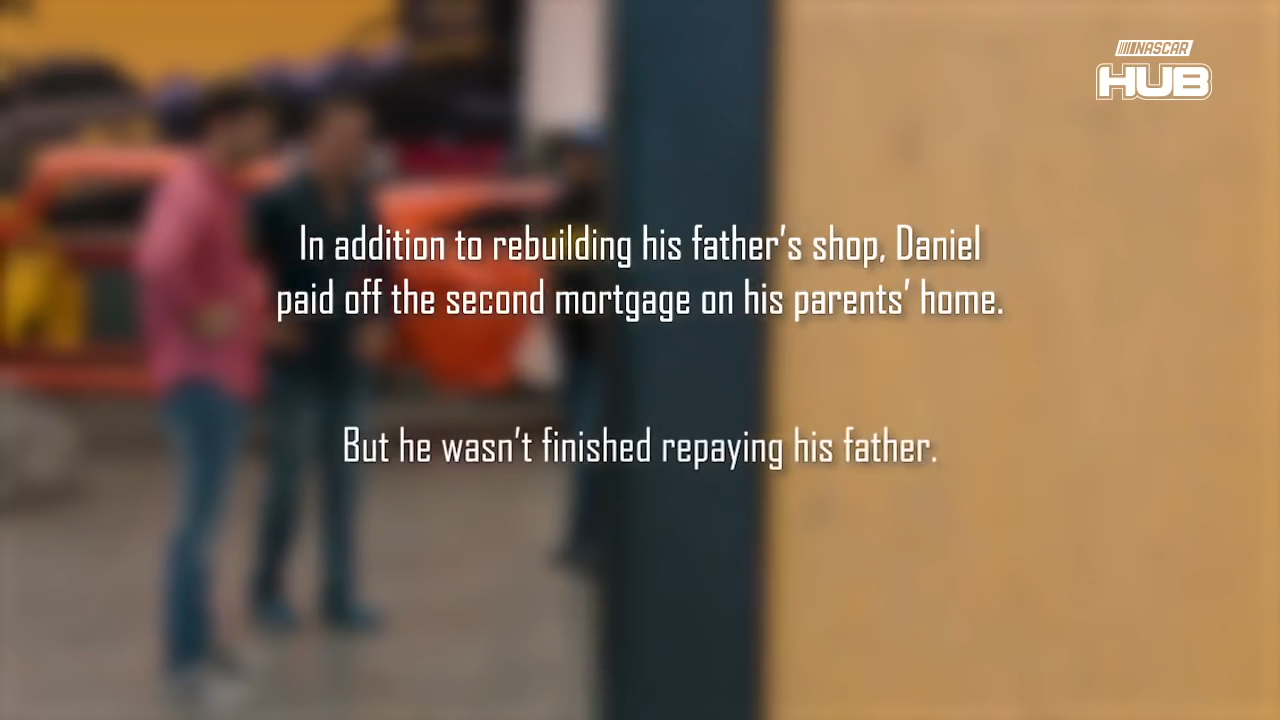 NASCAR
HUB
In addition to rebuilding his father's shop, Daniel
paid off the second mortgage on his parents' home.
But he wasn't finished repaying his father.